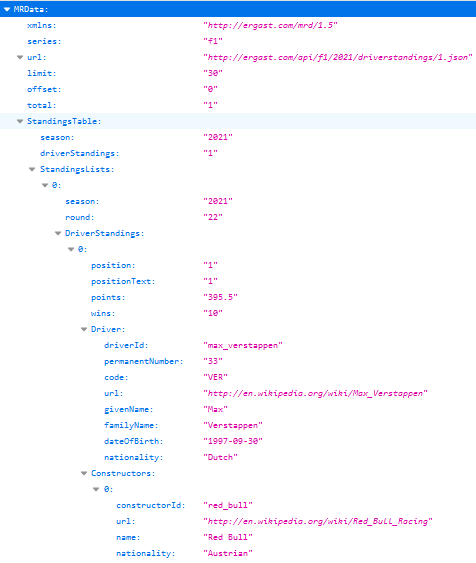 MRData:
xmlns: "http://ergast.com/mrd/1.5"
series: "f1"
url: "http://ergast.com/api/f1/2021/driverstandings/1.json"
limit: "30"
offset: "0"
total: "1"
StandingsTable:
season: "2021"
driverStandings: "1"
StandingsLists:
0:
season: "2021"
round: "22"
DriverStandings:
0:
position: "1"
positionText: "1"
points: "395.5"
wins: "10"
Driver:
driverId: "max_verstappen"
permanentNumber: "33"
code: "VER"
url: "http://en.wikipedia.org/wiki/Max_Verstappen"
givenName: "Max"
familyName: "Verstappen"
dateOfBirth: "1997-09-30"
nationality: "Dutch"
Constructors:
0:
constructorId: "red_bull"
url: "http://en.wikipedia.org/wiki/Red_Bull_Racing"
name: "Red Bull"
nationality: "Austrian"